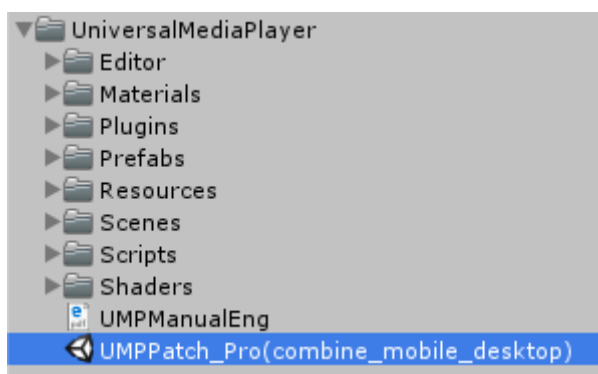 UniversalMediaPlayer
Editor
Materials
Plugins
Prefabs
Resources
Scenes
Scripts
Shaders
UMPManualEng
UMPPatch_Pro(combine_mobile_desktop)